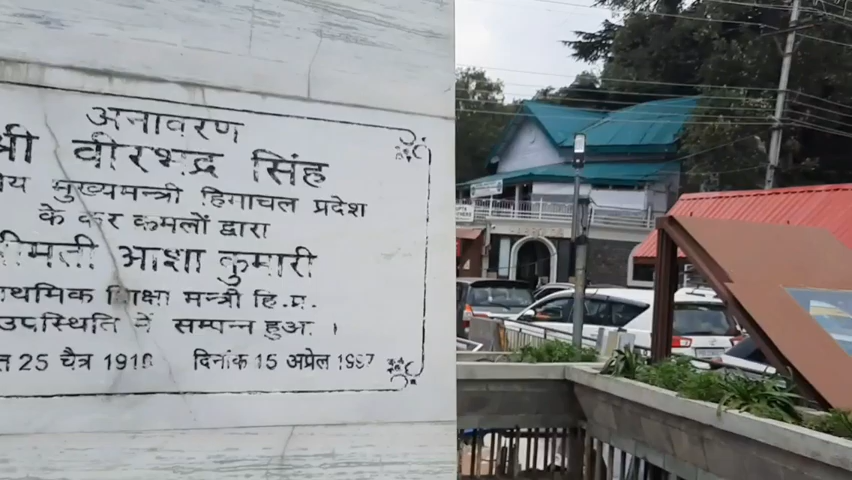 अनावरण
श्री वीरभद्र सिंह
मुख्यमन्त्री हिमाचल प्रदेश
के कर कमलों द्वारा
आशा कुमारी
शिक्षा मन्त्री हि.प्र.
उपस्थिति में सम्पन्न हुआ ।
25 चैत्र 1919 दिनांक 15 अप्रेल 1997